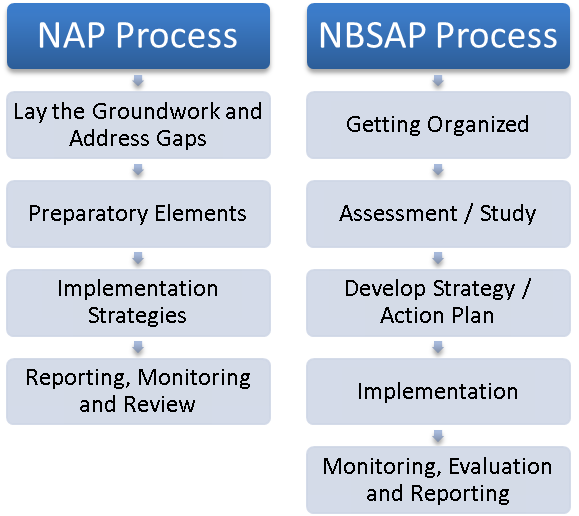 NAP Process
Lay the Groundwork and
Address Gaps
Preparatory Elements
Implementation
Strategies
Reporting, Monitoring
and Review
NBSAP Process
Getting Organized
Assessment / Study
Develop Strategy /
Action Plan
Implementation
Monitoring, Evaluation
and Reporting